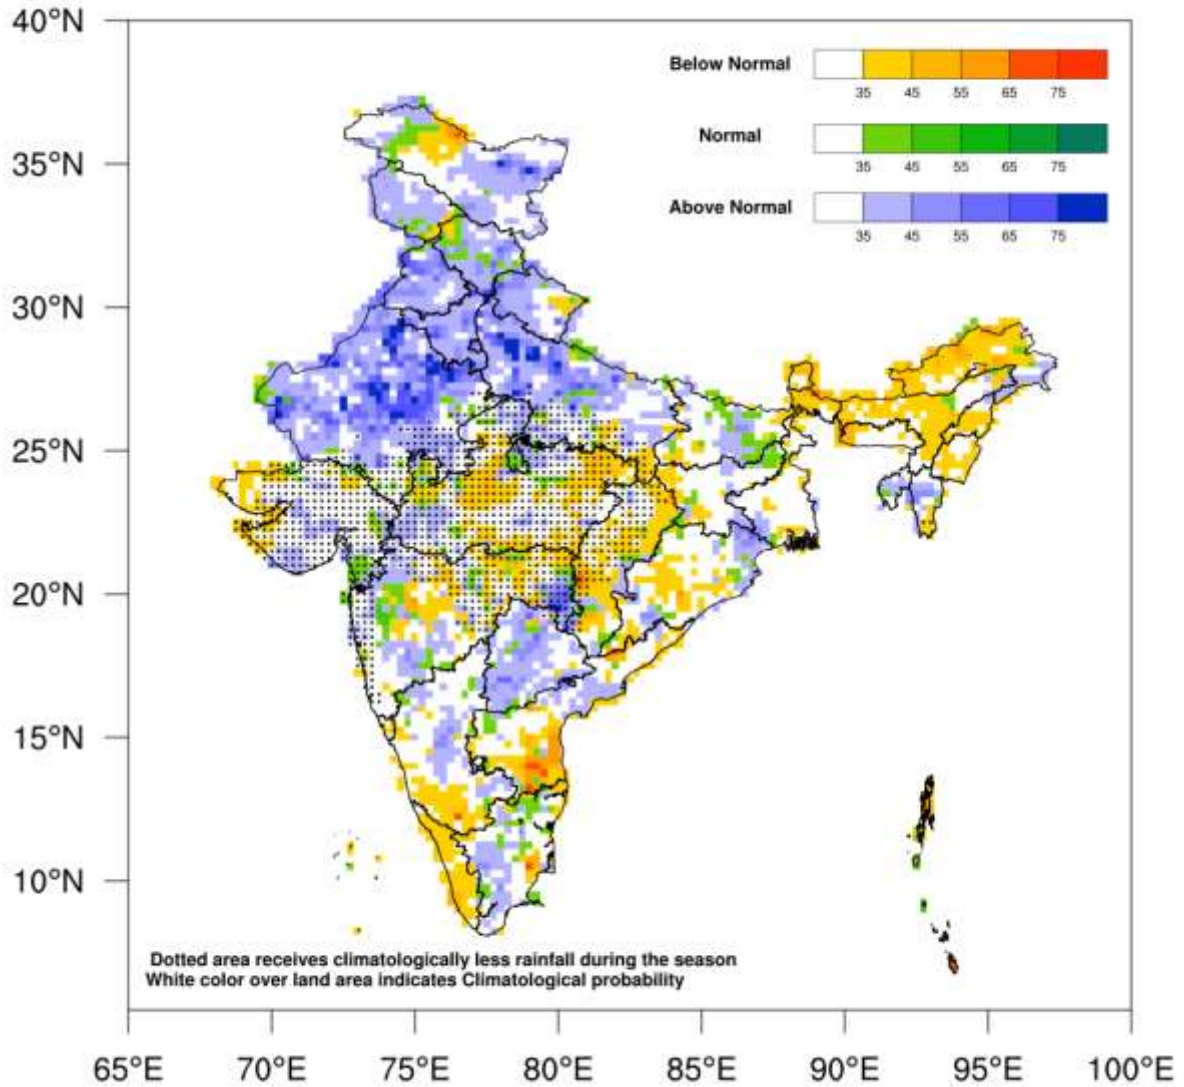 40°N
Below Normal
35 45 55 65 75
Normal
35 45 55 65 75
35°N
Above Normal
35 45 55 65 75
30°N
25°N
20°N
15°N
10°N
Dotted area receives climatologically less rainfall during the season
White color over land area indicates Climatological probability
65°E 70°E 75°E 80°E 85°E 90°E 95°E 100°E